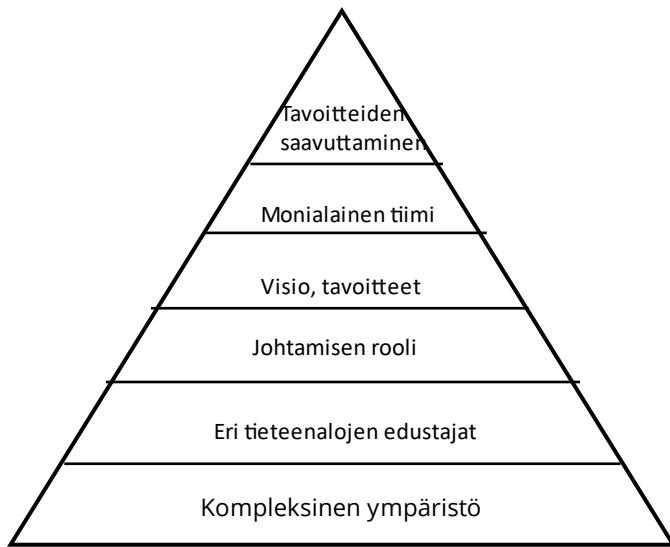 Tavoitteiden
saavuttaminen
Monialainen tiimi
Visio, tavoitteet
Johtamisen rooli
Eri tieteenalojen edustajat
Kompleksinen ympäristö